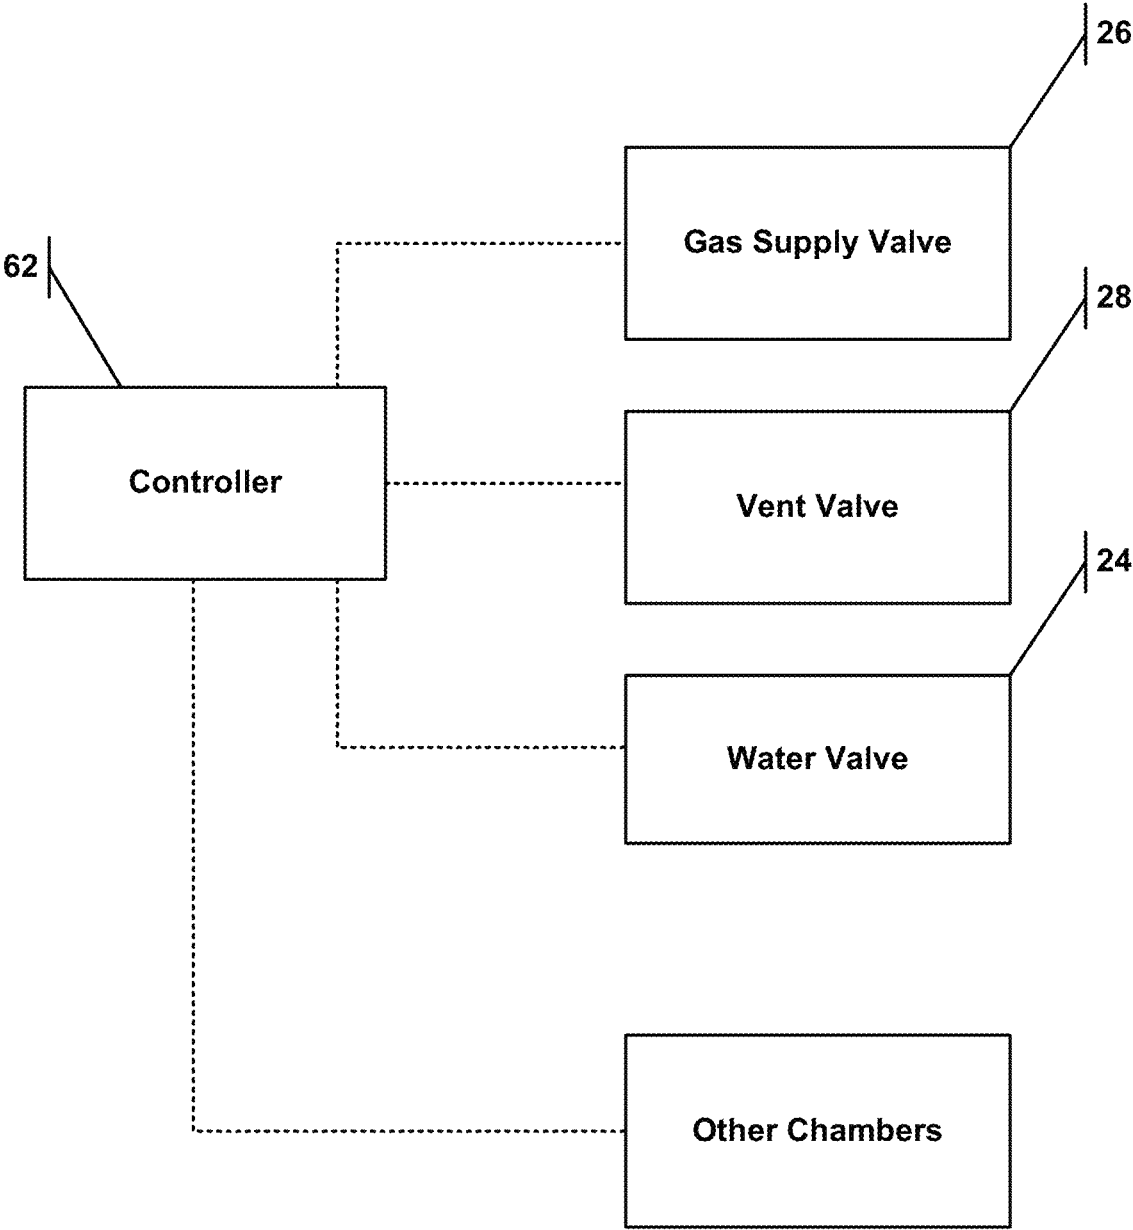 26
Gas Supply Valve
62
28
Controller
Vent Valve
24
Water Valve
Other Chambers